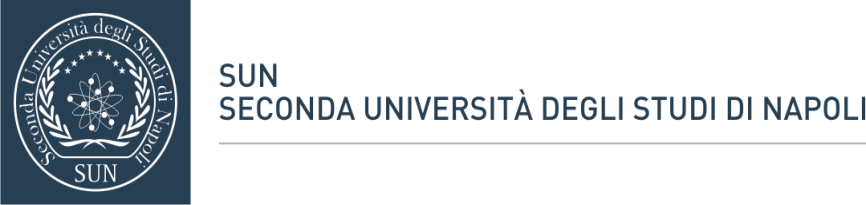 Seconda Università degli Studi di Napoli
SUN
SUN
SECONDA UNIVERSITÀ DEGLI STUDI DI NAPOLI